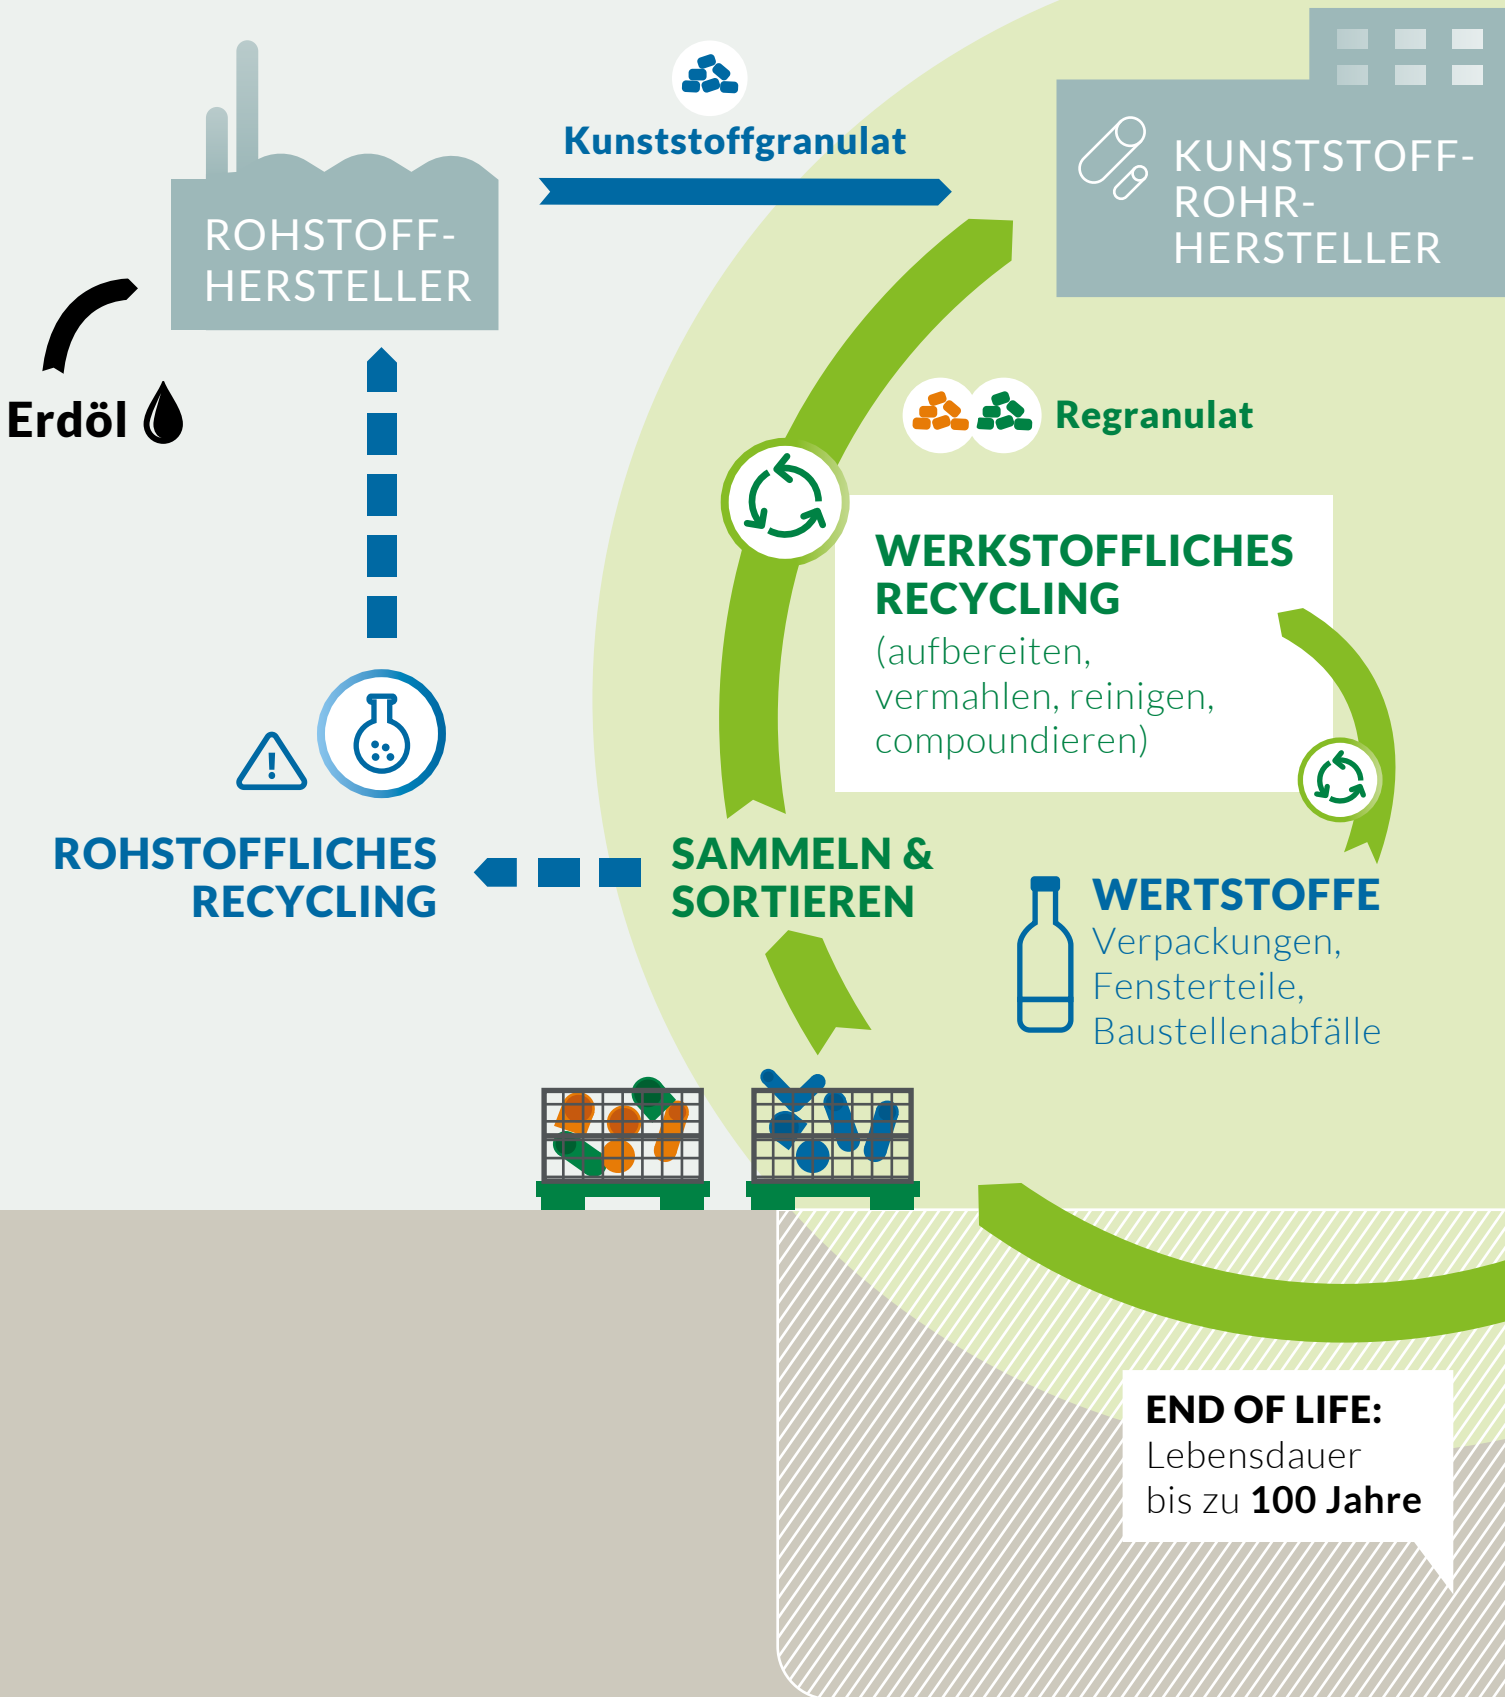 Kunststoffgranulat
KUNSTSTOFF-
ROHR-
HERSTELLER
ROHSTOFF-
HERSTELLER
Erdöl
Regranulat
WERKSTOFFLICHES
RECYCLING
(aufbereiten,
vermahlen, reinigen,
compoundieren)
!
ROHSTOFFLICHES
RECYCLING
SAMMELN &
SORTIEREN
WERTSTOFFE
Verpackungen,
Fensterteile,
Baustellenabfälle
END OF LIFE:
Lebensdauer
bis zu 100 Jahre